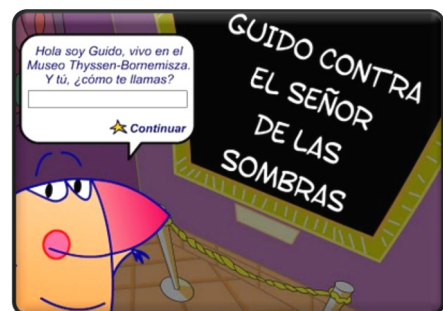 Hola soy Guido, vivo en el
Museo Thyssen-Bornemisza.
Y tú, ¿cómo te llamas?
Continuar
GUIDO CONTRA
EL SEÑOR
DE LAS
SOMBRAS